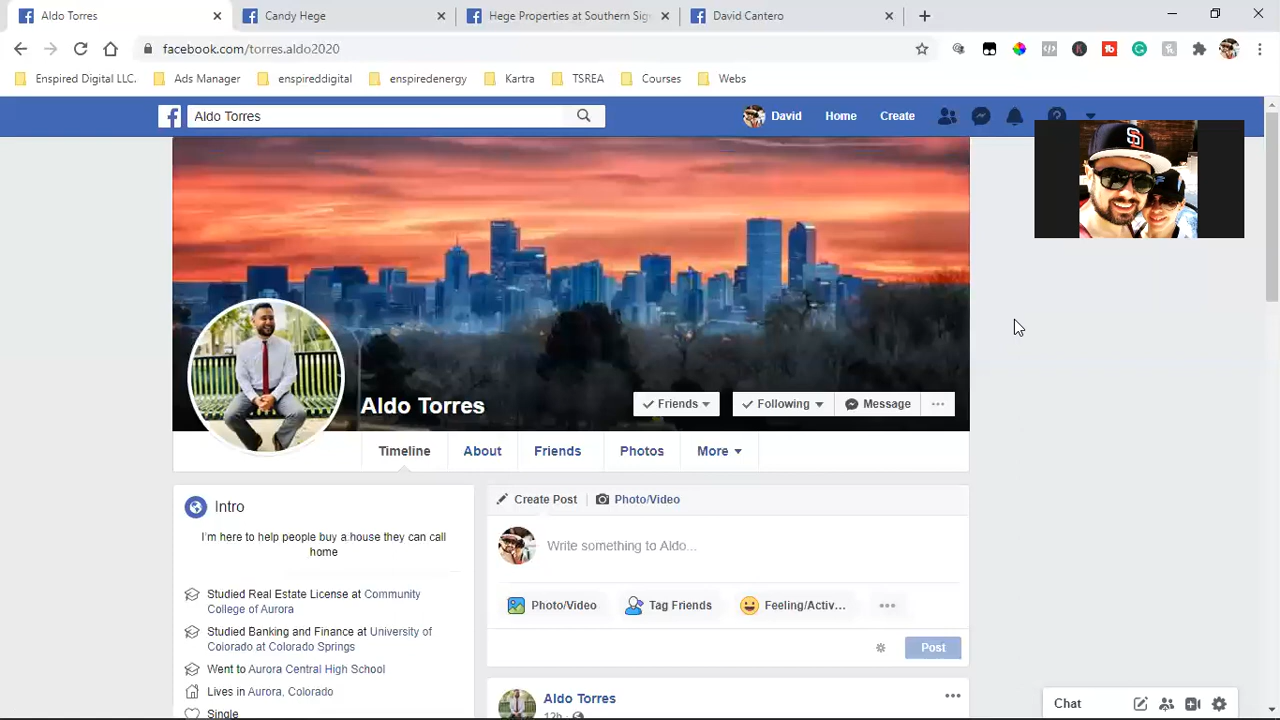 Aldo Torres
Candy Hege
Hege Properties at Southern Sig
David Cantero
facebook.com/torres.aldo2020
Enspired Digital LLC.
Ads Manager
enspireddigital
enspiredenergy
Kartra
TSREA
Courses
Webs
Aldo Torres
David
Home
Create
Aldo Torres
Friends
Following
Message
Timeline
About
Friends
Photos
More
Intro
I'm here to help people buy a house they can call
home
Studied Real Estate License at Community
College of Aurora
Studied Banking and Finance at University of
Colorado at Colorado Springs
Went to Aurora Central High School
Lives in Aurora, Colorado
Single
Create Post
Photo/Video
Write something to Aldo...
Photo/Video
Tag Friends
Feeling/Activ...
Post
Aldo Torres
12h
Chat